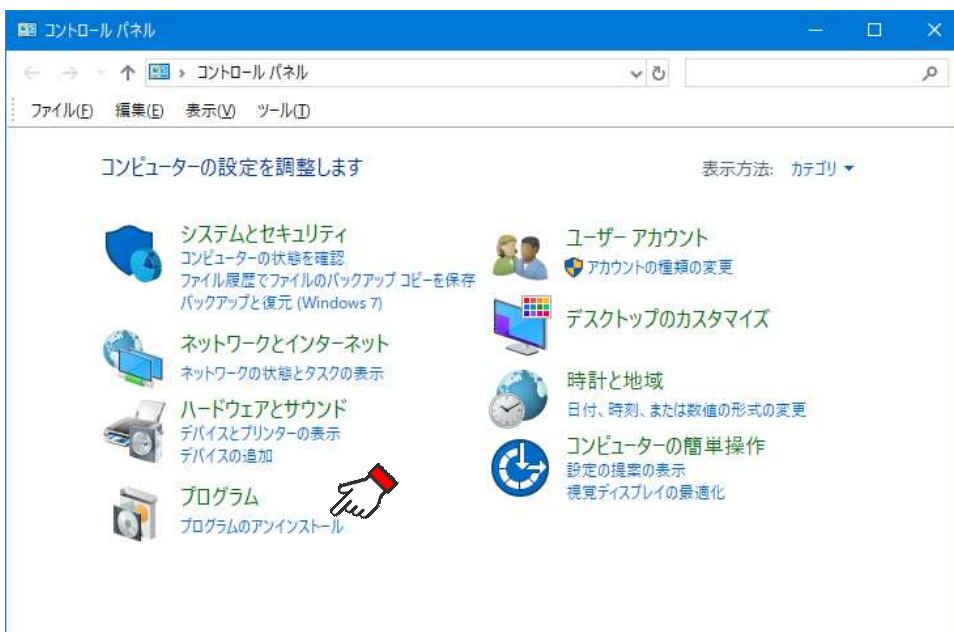 コントロール パネル
コントロール パネル
ファイル(F) 編集(E) 表示(V) ツール(T)
コンピューターの設定を調整します
表示方法: カテゴリ
システムとセキュリティ
コンピューターの状態を確認
ファイル履歴でファイルのバックアップ コピーを保存
バックアップと復元 (Windows 7)
ネットワークとインターネット
ネットワークの状態とタスクの表示
ハードウェアとサウンド
デバイスとプリンターの表示
デバイスの追加
プログラム
プログラムのアンインストール
ユーザー アカウント
アカウントの種類の変更
デスクトップのカスタマイズ
時計と地域
日付、時刻、または数値の形式の変更
コンピューターの簡単操作
設定の提案の表示
視覚ディスプレイの最適化